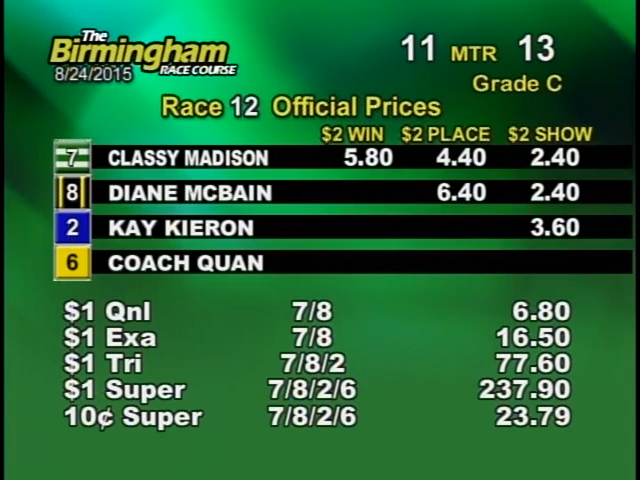 The
Birmingham
RACE COURSE
8/24/2015
11 MTR 13
Grade C
Race 12 Official Prices
$2 WIN $2 PLACE $2 SHOW
7 CLASSY MADISON 5.80 4.40 2.40
8 DIANE MCBAIN 6.40 2.40
2 KAY KIERON 3.60
6 COACH QUAN
$1 Qnl 7/8 6.80
$1 Exa 7/8 16.50
$1 Tri 7/8/2 77.60
$1 Super 7/8/2/6 237.90
10¢ Super 7/8/2/6 23.79